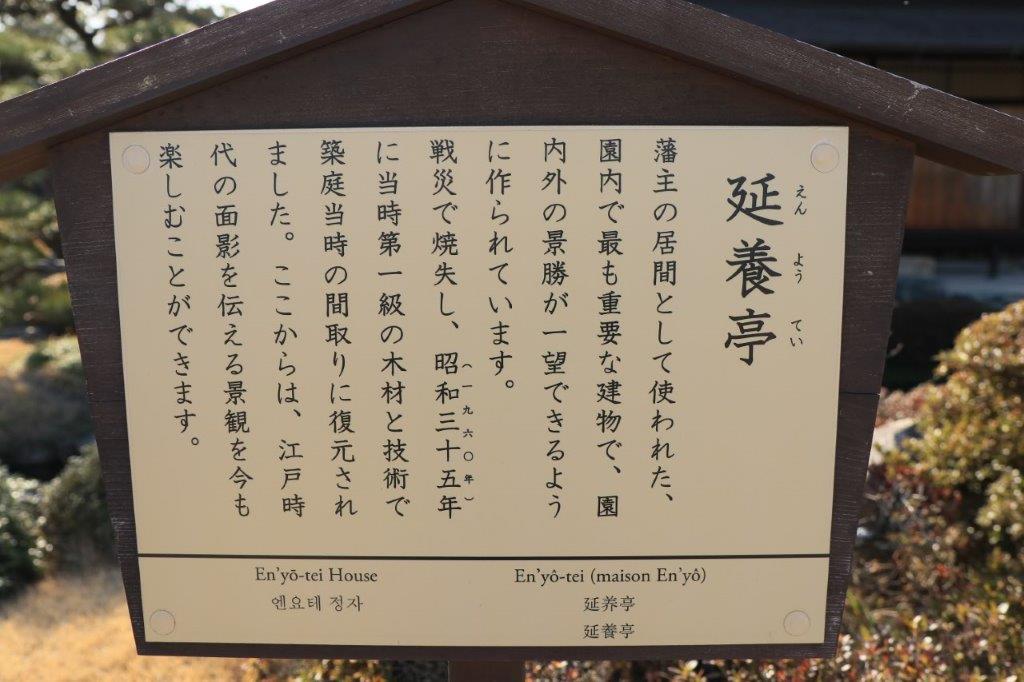 延養亭
えんようてい
藩主の居間として使われた、
園内で最も重要な建物で、園
内外の景勝が一望できるよう
に作られています。
戦災で焼失し、昭和三十五年
（一九六〇年）
に当時第一級の木材と技術で
築庭当時の間取りに復元され
ました。ここからは、江戸時
代の面影を伝える景観を今も
楽しむことができます。
En'yō-tei House
엔요테 정자
En'yô-tei (maison En'yô)
延养亭
延養亭